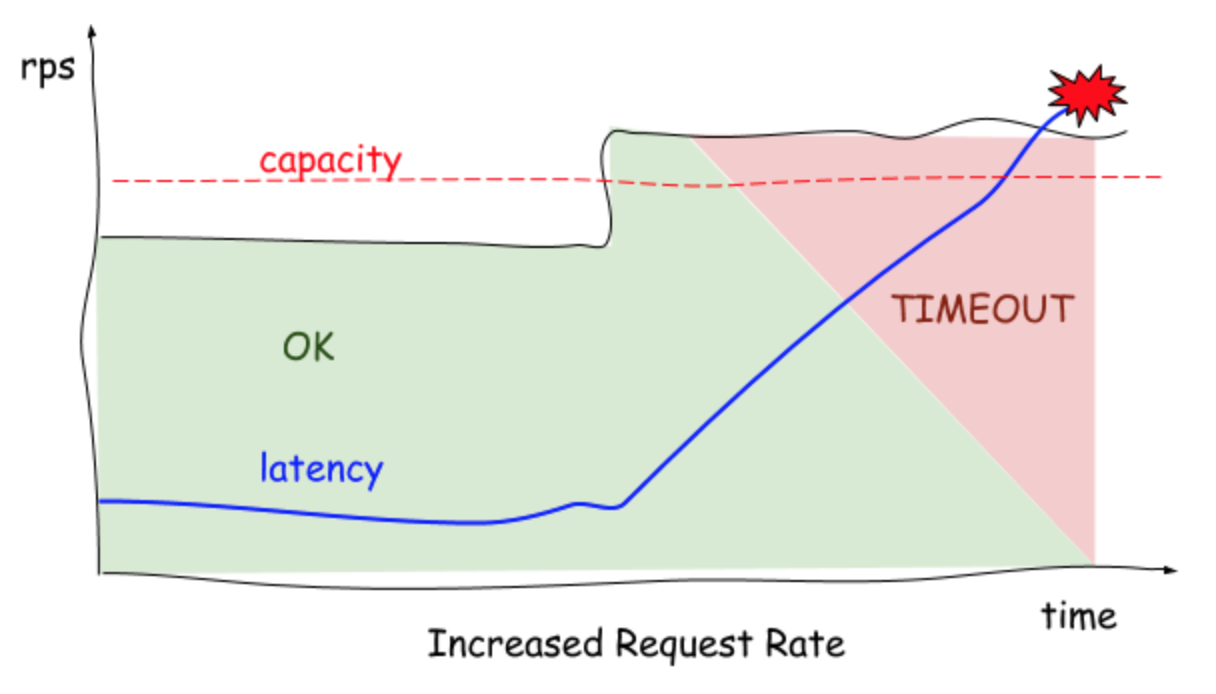 rps
capacity
TIMEOUT
OK
latency
time
Increased Request Rate